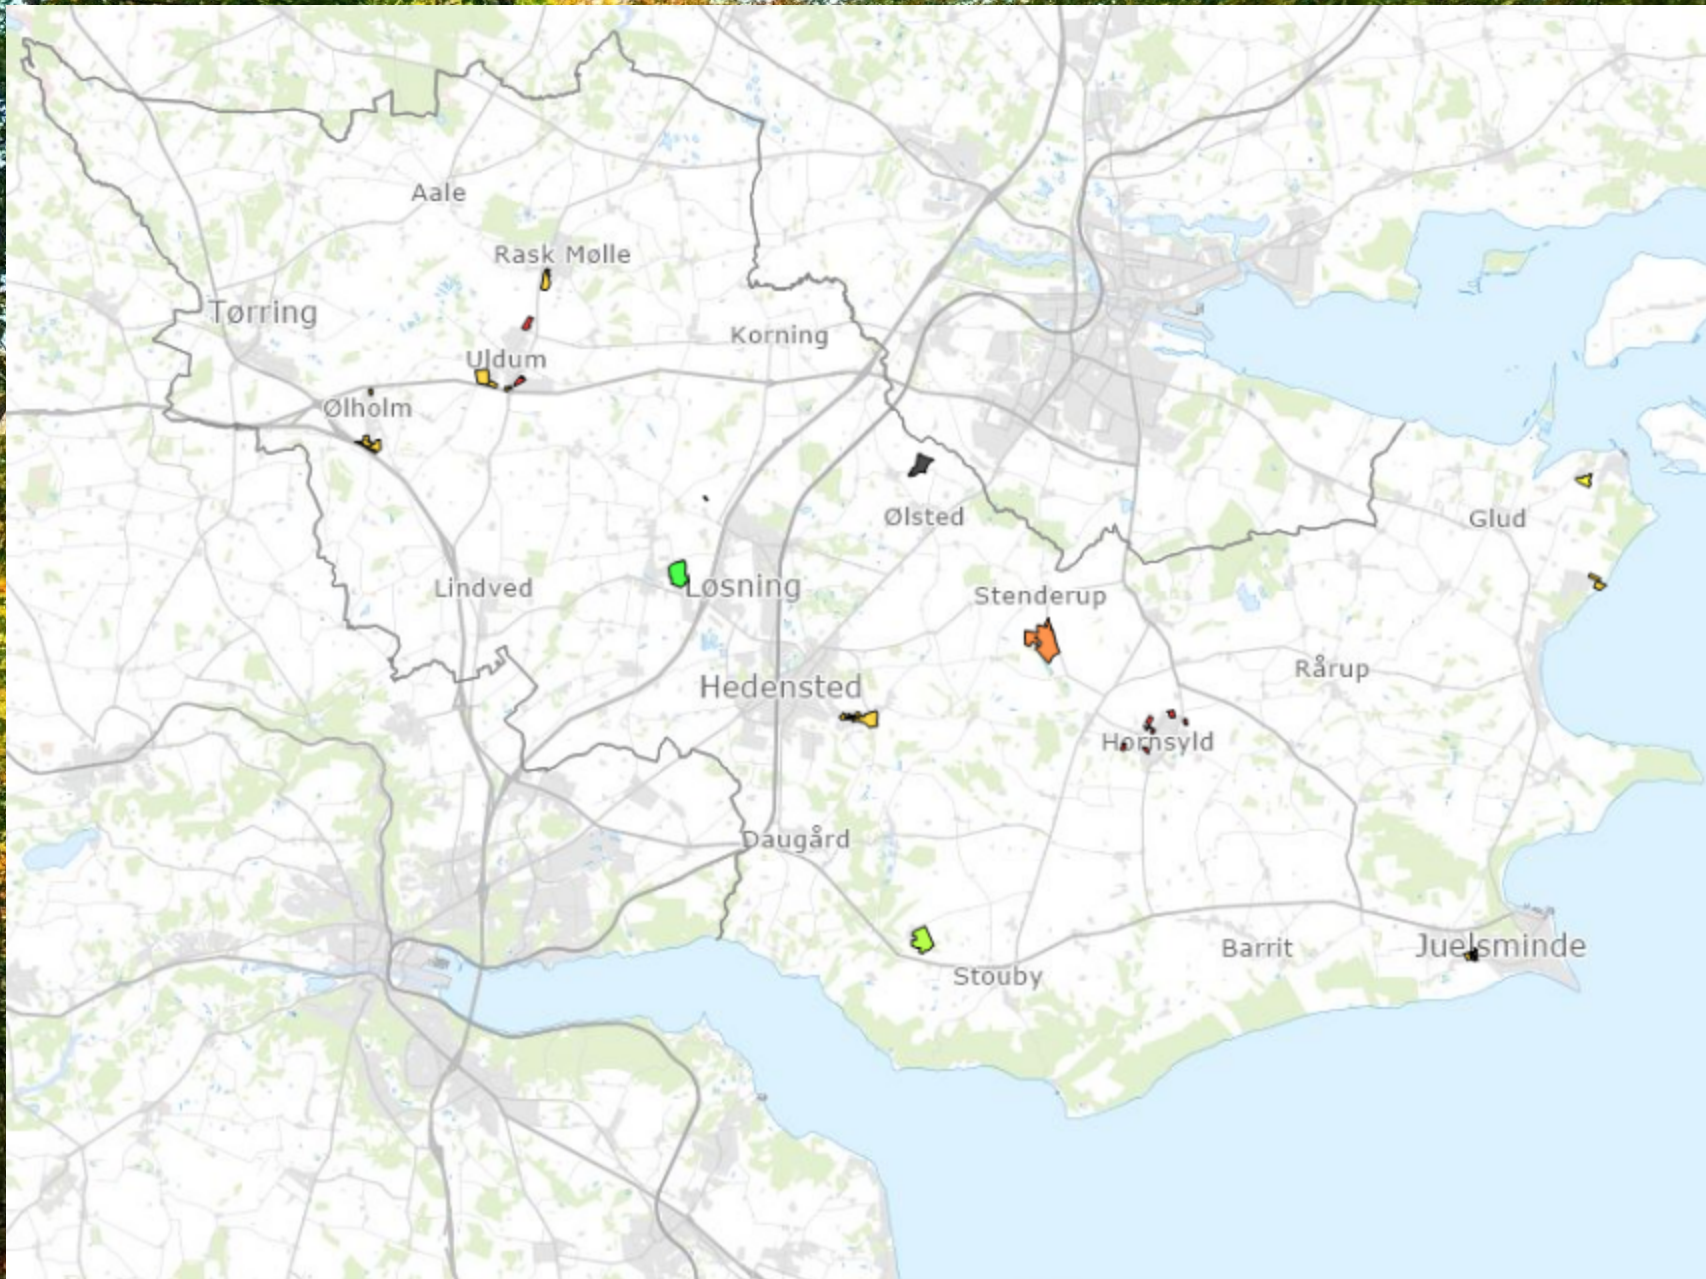 Aale
Rask Mølle
Tørring
Korning
Uldum
Ølholm
Ølsted
Glud
Lindved
Løsning
Stenderup
Rårup
Hedensted
Hornsyld
Daugård
Juelsminde
Barrit
Stouby